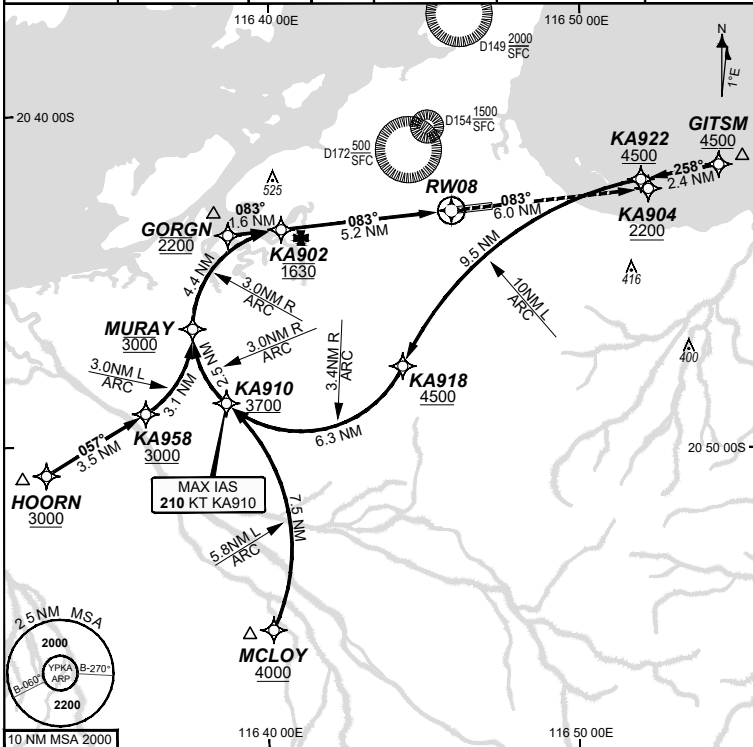 116 40 00E
116 50 00E
D149 2000
SFC
N
1°E
20 40 00S
D154 1500
SFC
D172 500
SFC
KA922
4500
GITSM
4500
258°
2.4 NM
525
RW08
083°
6.0 NM
KA904
2200
GORGN
2200
083°
1.6 NM
083°
5.2 NM
KA902
1630
4.4 NM
3.0NM R
ARC
9.5 NM
10NM L
ARC
416
MURAY
3000
3.0NM R
ARC
3.4NM R
ARC
400
3.0NM L
ARC
3.1 NM
2.5 NM
KA910
3700
KA918
4500
6.3 NM
KA958
3000
057°
3.5 NM
20 50 00S
HOORN
3000
MAX IAS
210 KT KA910
7.5 NM
5.8NM L
ARC
MCLOY
4000
25NM MSA
2000
YPKA
ARP
B-060°
B-270°
2200
10 NM MSA 2000
116 40 00E
116 50 00E